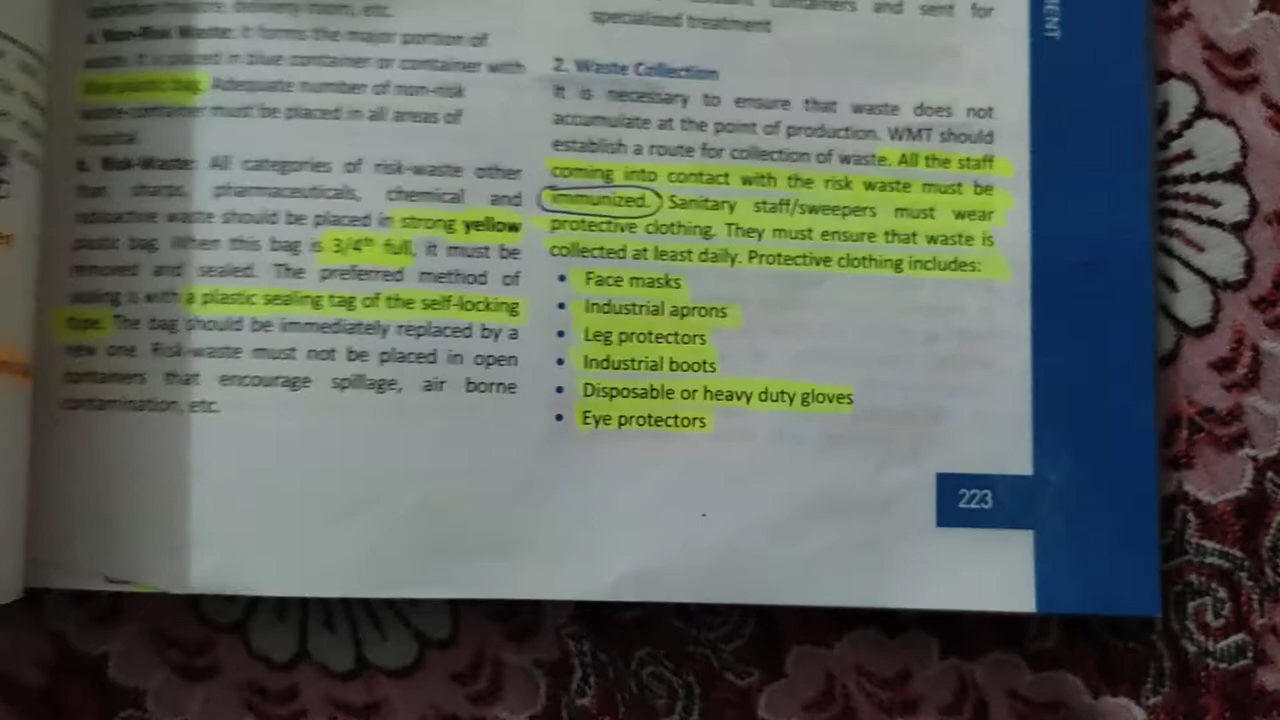 delivery room, etc.
a. Non-Risk Waste: It forms the major portion of
waste. It is placed in blue container or container with
blue plastic bag. Adequate number of non-risk
waste-container must be placed in all areas of
hospital.
b. Risk-Waste: All categories of risk-waste other
than sharps, pharmaceuticals, chemical and
radioactive waste should be placed in strong yellow
plastic bag. When this bag is 3/4th full, it must be
removed and sealed. The preferred method of
sealing is with a plastic sealing tag of the self-locking
type. The bag should be immediately replaced by a
new one. Risk-waste must not be placed in open
containers that encourage spillage, air borne
contamination, etc.
containers and sent for
specialized treatment
2. Waste Collection
It is necessary to ensure that waste does not
accumulate at the point of production. WMT should
establish a route for collection of waste. All the staff
coming into contact with the risk waste must be
immunized. Sanitary staff/sweepers must wear
protective clothing. They must ensure that waste is
collected at least daily. Protective clothing includes:
• Face masks
• Industrial aprons
• Leg protectors
• Industrial boots
• Disposable or heavy duty gloves
• Eye protectors
223